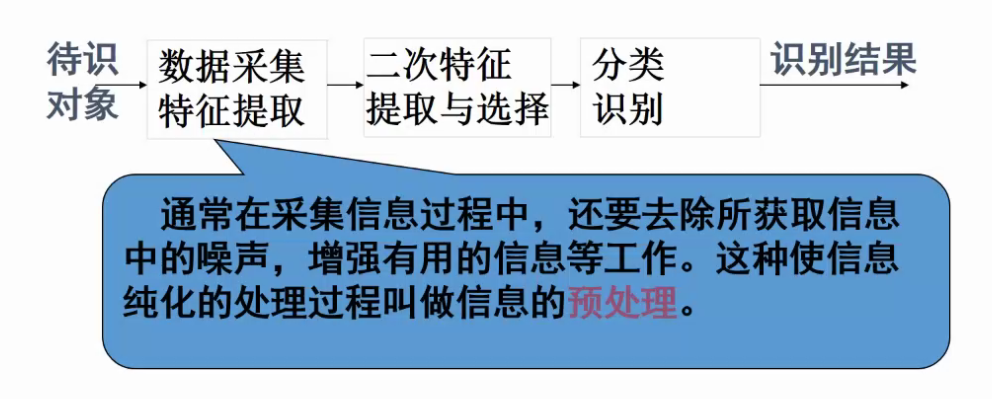 待识
对象
数据采集
特征提取
二次特征
提取与选择
分类
识别
识别结果
通常在采集信息过程中，还要去除所获取信息
中的噪声，增强有用的信息等工作。这种使信息
纯化的处理过程叫做信息的预处理。